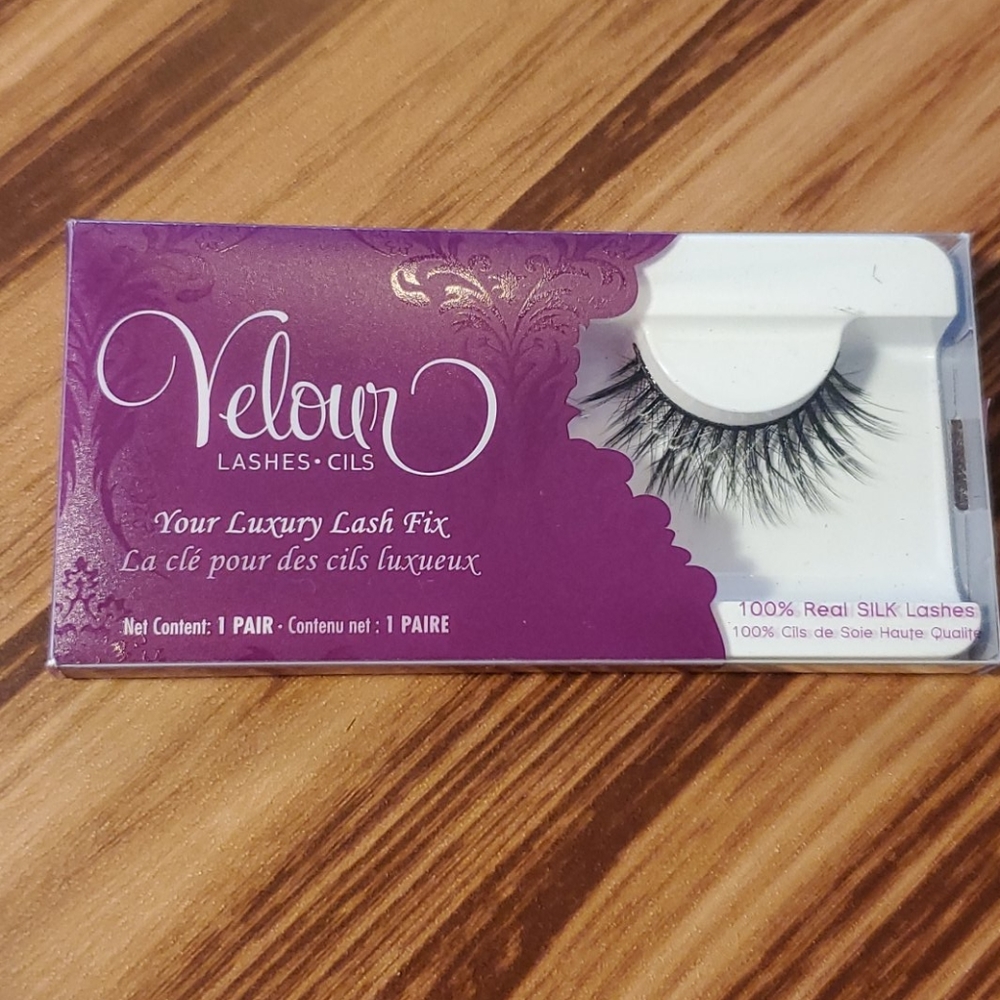 Velour
LASHES • CILS
Your Luxury Lash Fix
La clé pour des cils luxueux
Net Content: 1 PAIR · Contenu net : 1 PAIRE
100% Real SILK Lashes
100% Cils de Soie Haute Qualité